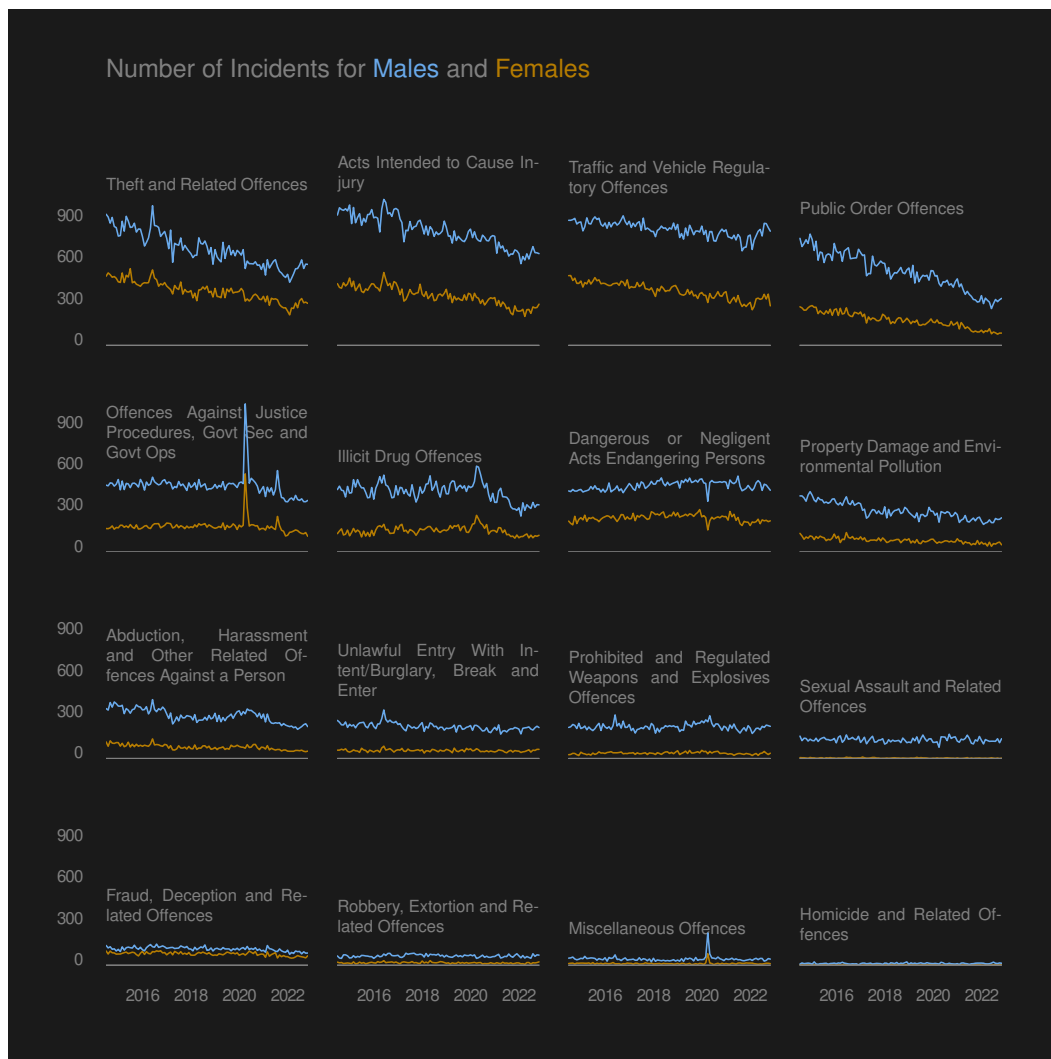 Number of Incidents for Males and Females
Theft and Related Offences
Acts Intended to Cause In-
jury
Traffic and Vehicle Regula-
tory Offences
Public Order Offences
900
600
300
0
Offences Against Justice
Procedures, Govt Sec and
Govt Ops
Illicit Drug Offences
Dangerous or Negligent
Acts Endangering Persons
Property Damage and Envi-
ronmental Pollution
900
600
300
0
Abduction, Harassment
and Other Related Of-
fences Against a Person
Unlawful Entry With In-
tent/Burglary, Break and
Enter
Prohibited and Regulated
Weapons and Explosives
Offences
Sexual Assault and Related
Offences
900
600
300
0
Fraud, Deception and Re-
lated Offences
Robbery, Extortion and Re-
lated Offences
Miscellaneous Offences
Homicide and Related Of-
fences
900
600
300
0
2016 2018 2020 2022
2016 2018 2020 2022
2016 2018 2020 2022
2016 2018 2020 2022